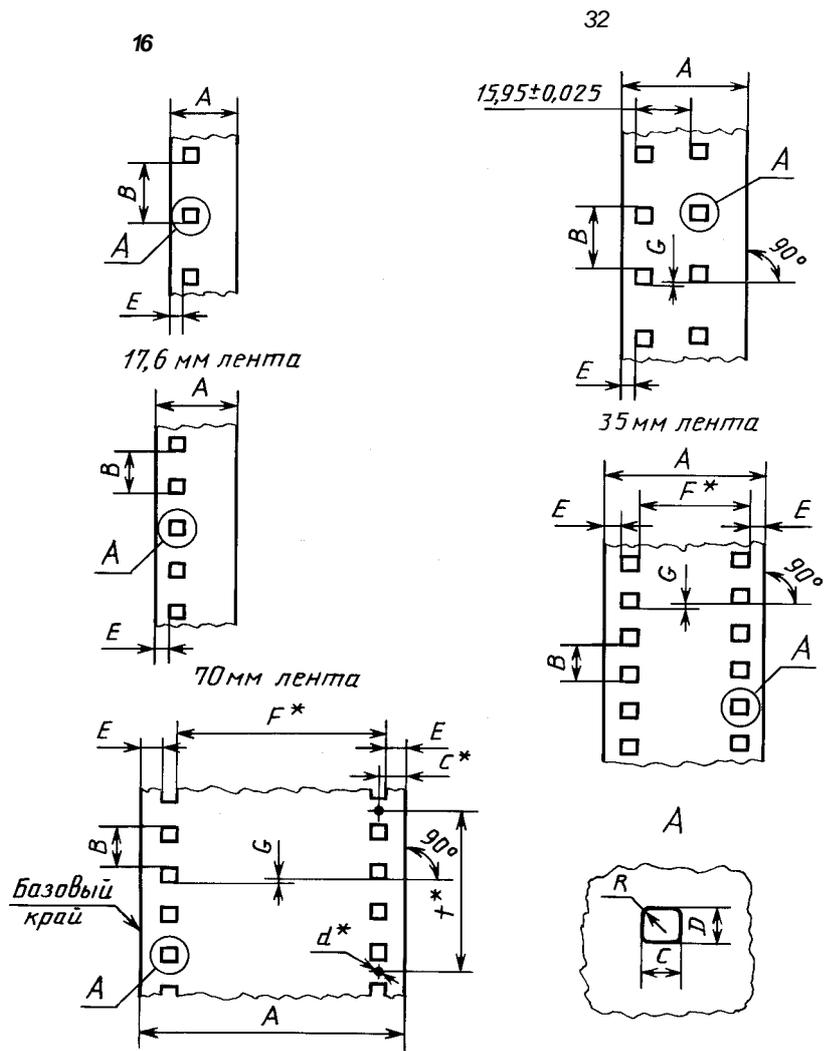 16
32
A
15,95±0,025
A
B
A
E
A
B
G
90°
E
17,6 мм лента
A
B
A
E
35 мм лента
A
F*
E
E
G
90°
B
A
70 мм лента
E
F*
E
C*
B
G
90°
t*
Базовый
край
d*
A
A
A
R
D
C